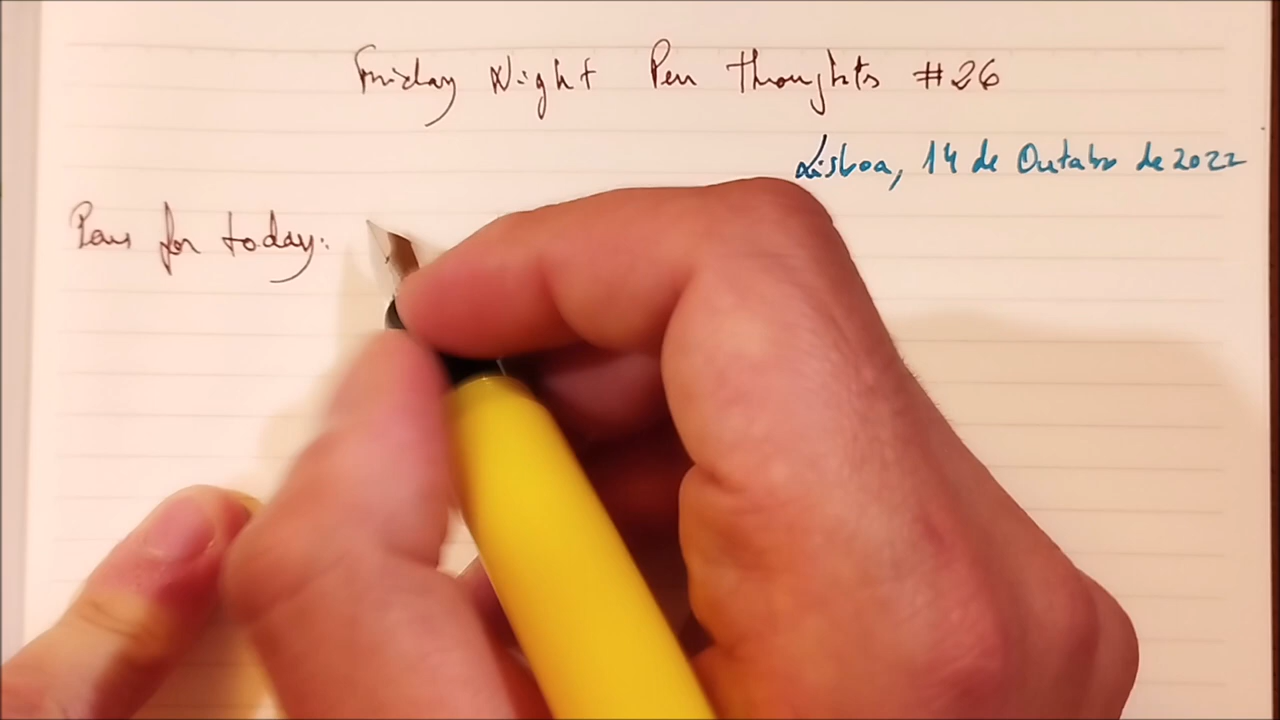 Friday Night Pen Thoughts #26
Lisboa, 14 de Outubro de 2022
Pens for today: